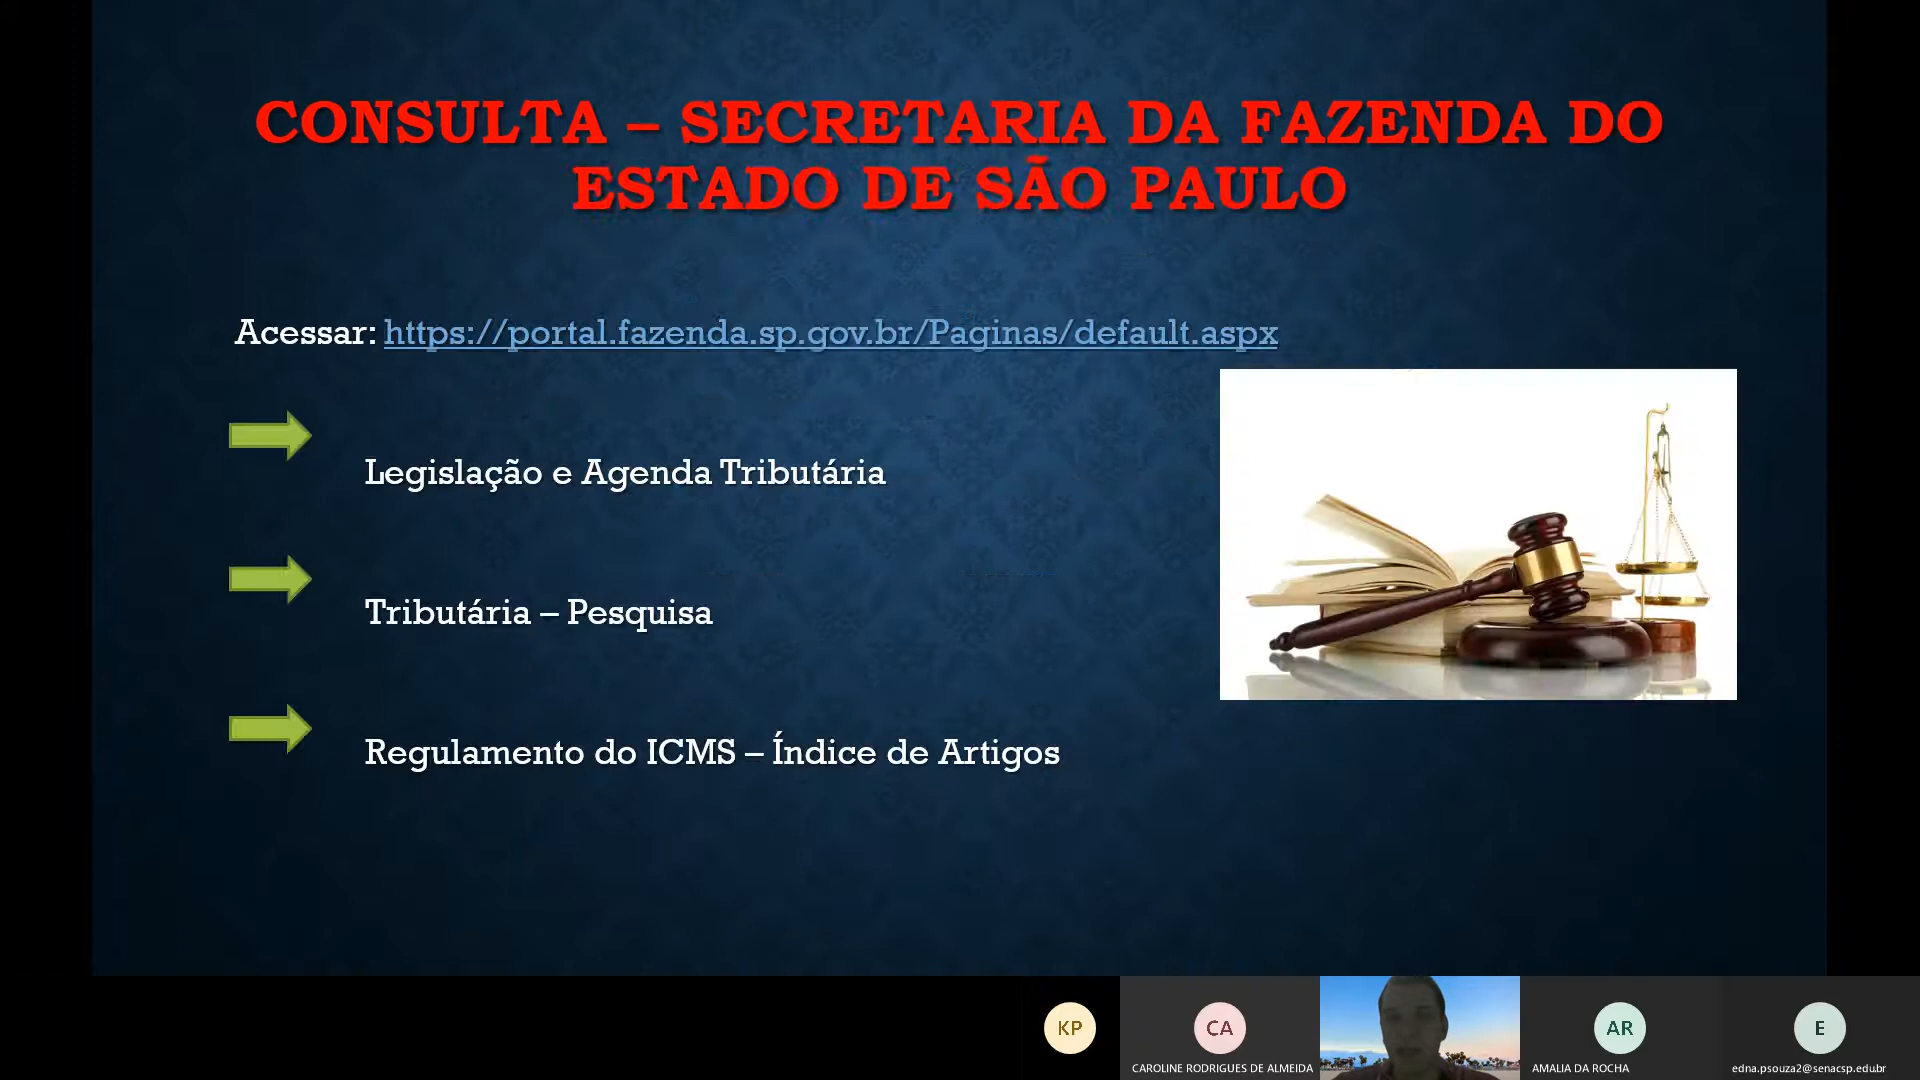 CONSULTA – SECRETARIA DA FAZENDA DO
ESTADO DE SÃO PAULO
Acessar: https://portal.fazenda.sp.gov.br/Paginas/default.aspx
Legislação e Agenda Tributária
Tributária – Pesquisa
Regulamento do ICMS – Índice de Artigos
KP
CA
AR
E
CAROLINE RODRIGUES DE ALMEIDA
AMALIA DA ROCHA
edna.psouza2@senacsp.edu.br